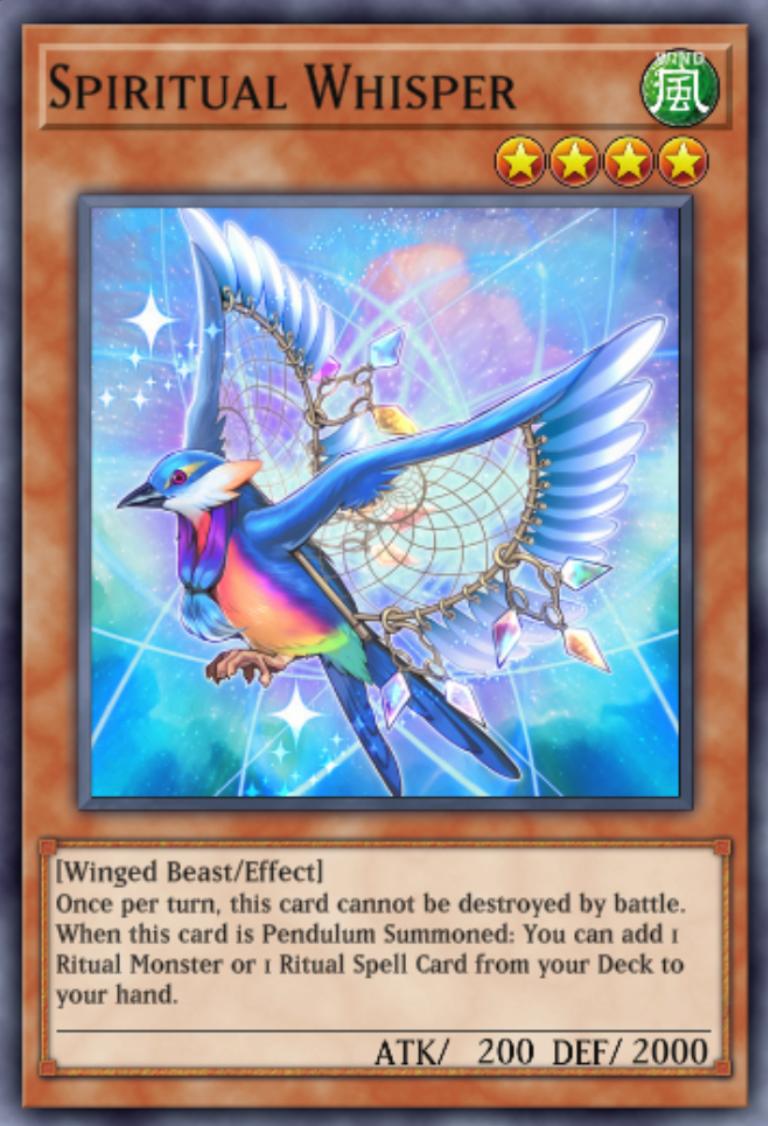 Spiritual Whisper
WIND
風
[Winged Beast/Effect]
Once per turn, this card cannot be destroyed by battle.
When this card is Pendulum Summoned: You can add 1
Ritual Monster or 1 Ritual Spell Card from your Deck to
your hand.
ATK/ 200 DEF/ 2000